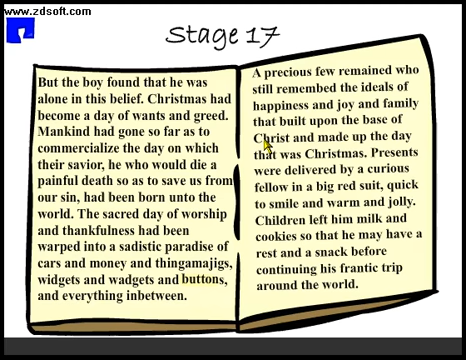 www.zdsoft.com
Stage 17
But the boy found that he was
alone in this belief. Christmas had
become a day of wants and greed.
Mankind had gone so far as to
commercialize the day on which
their savior, he who would die a
painful death so as to save us from
our sin, had been born unto the
world. The sacred day of worship
and thankfulness had been
warped into a sadistic paradise of
cars and money and thingamajigs,
widgets and wadgets and buttons,
and everything inbetween.
A precious few remained who
still remembed the ideals of
happiness and joy and family
that built upon the base of
Christ and made up the day
that was Christmas. Presents
were delivered by a curious
fellow in a big red suit, quick
to smile and warm and jolly.
Children left him milk and
cookies so that he may have a
rest and a snack before
continuing his frantic trip
around the world.